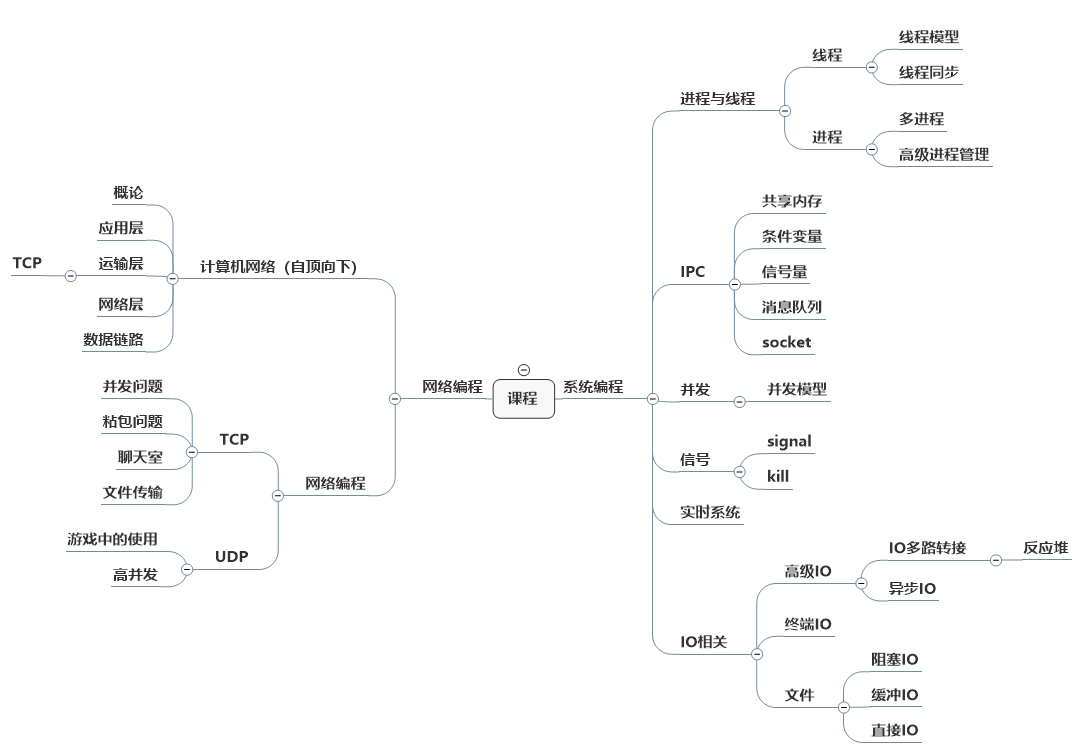 课程
网络编程
计算机网络（自顶向下）
概论
应用层
运输层
TCP
网络层
数据链路
网络编程
TCP
并发问题
粘包问题
聊天室
文件传输
UDP
游戏中的使用
高并发
系统编程
进程与线程
线程
线程模型
线程同步
进程
多进程
高级进程管理
IPC
共享内存
条件变量
信号量
消息队列
socket
并发
并发模型
信号
signal
kill
实时系统
IO相关
高级IO
IO多路转接
反应堆
异步IO
终端IO
文件
阻塞IO
缓冲IO
直接IO